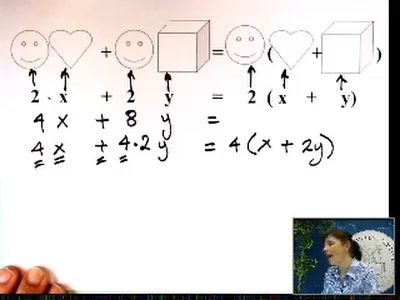 + = ( + )
2 · x + 2 y = 2 ( x + y)
4 x + 8 y =
4 x + 4 · 2 y = 4 ( x + 2y )